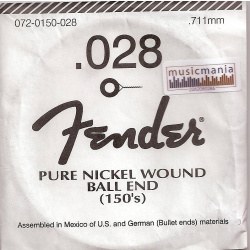 072-0150-028
.711mm
.028
musicmania
Fender
PURE NICKEL WOUND
BALL END
(150's)
Assembled in Mexico of U.S. and German (Bullet ends) materials